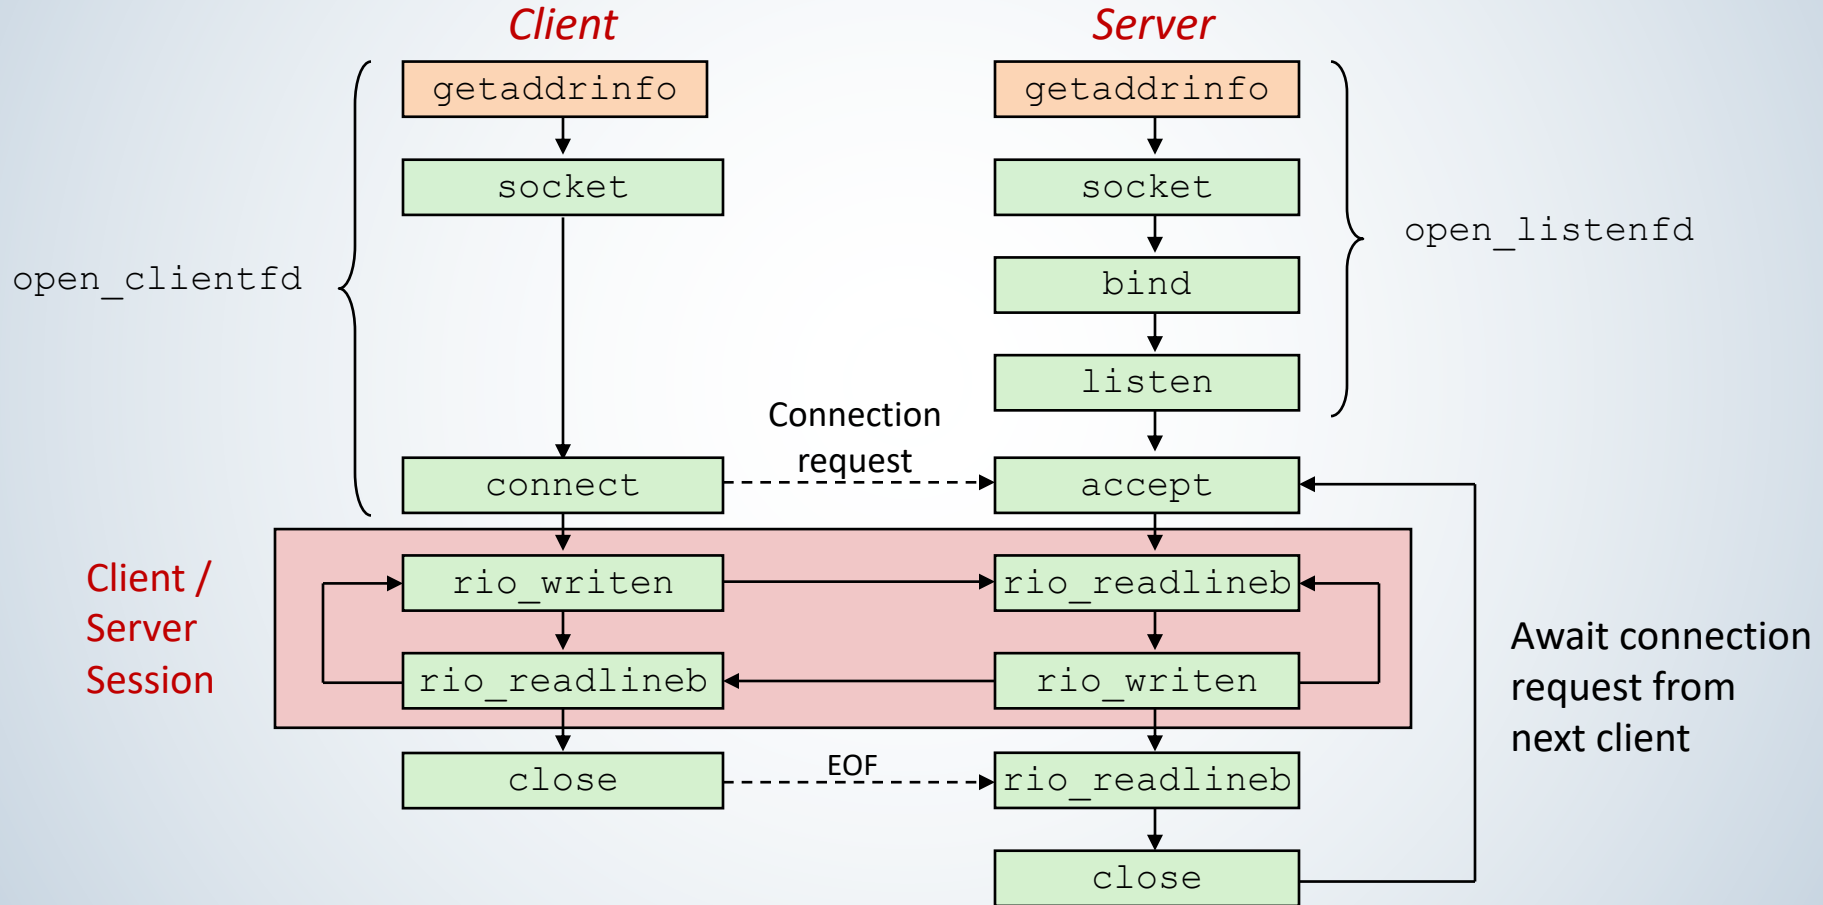 Client
Server
getaddrinfo
getaddrinfo
socket
socket
open_listenfd
open_clientfd
bind
listen
Connection
request
connect
accept
Client /
Server
Session
rio_writen
rio_readlineb
rio_readlineb
rio_writen
Await connection
request from
next client
close
EOF
rio_readlineb
close